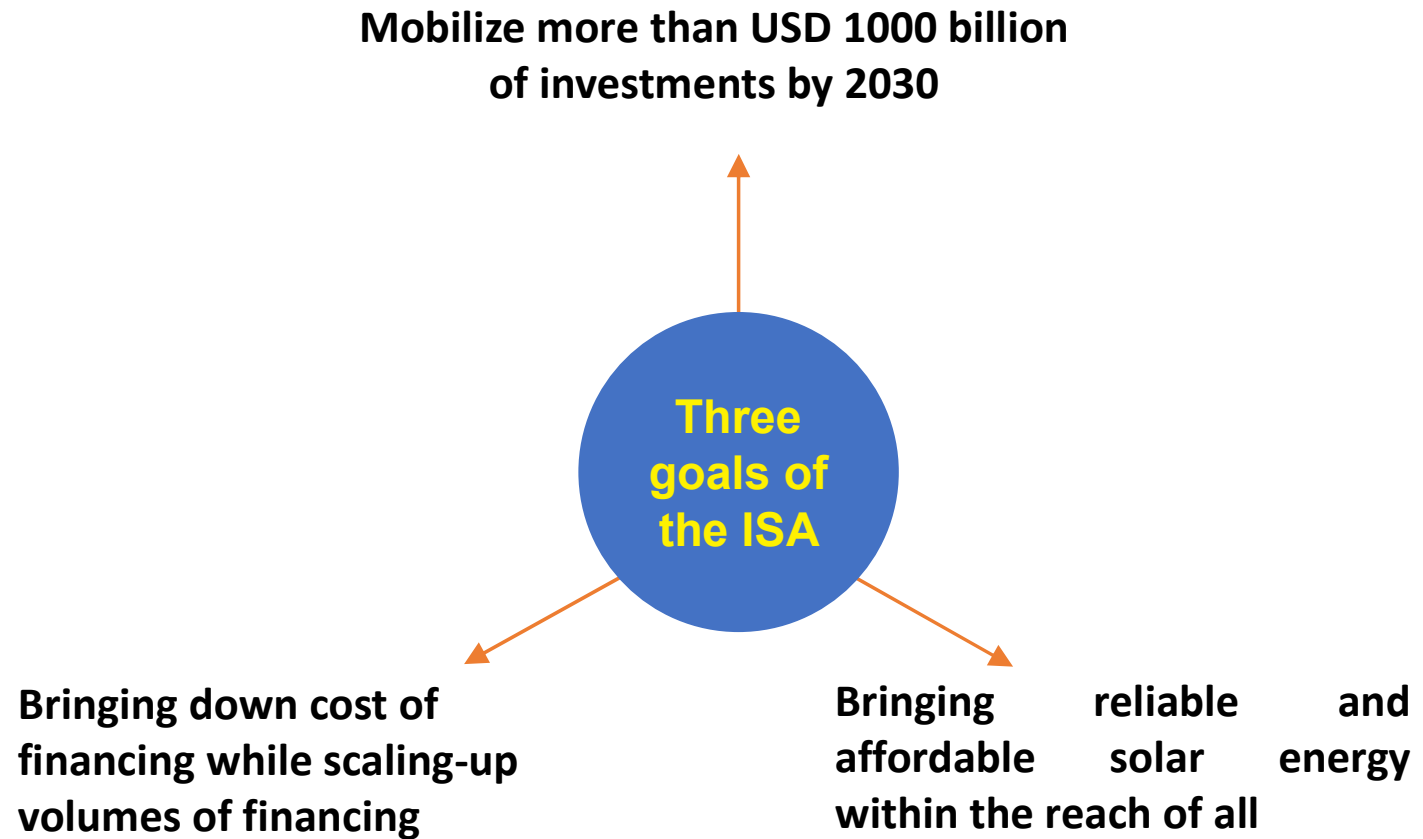 Mobilize more than USD 1000 billion
of investments by 2030
Three
goals of
the ISA
Bringing down cost of
financing while scaling-up
volumes of financing
Bringing reliable and
affordable solar energy
within the reach of all